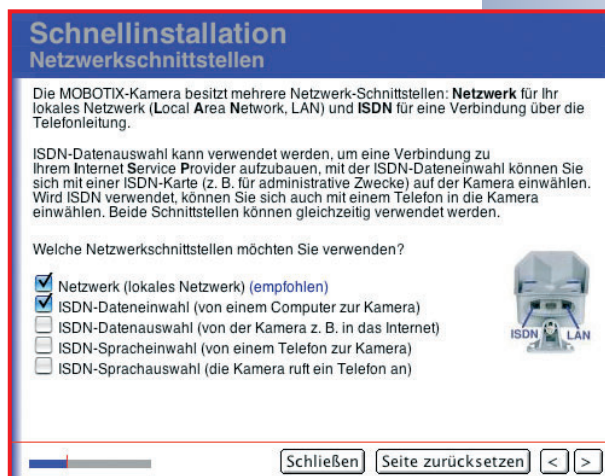 Schnellinstallation
Netzwerkschnittstellen
Die MOBOTIX-Kamera besitzt mehrere Netzwerk-Schnittstellen: Netzwerk für Ihr
lokales Netzwerk (Local Area Network, LAN) und ISDN für eine Verbindung über die
Telefonleitung.
ISDN-Datenauswahl kann verwendet werden, um eine Verbindung zu
Ihrem Internet Service Provider aufzubauen, mit der ISDN-Dateneinwahl können Sie
sich mit einer ISDN-Karte (z. B. für administrative Zwecke) auf der Kamera einwählen.
Wird ISDN verwendet, können Sie sich auch mit einem Telefon in die Kamera
einwählen. Beide Schnittstellen können gleichzeitig verwendet werden.
Welche Netzwerkschnittstellen möchten Sie verwenden?
Netzwerk (lokales Netzwerk) (empfohlen)
ISDN-Dateneinwahl (von einem Computer zur Kamera)
ISDN-Datenauswahl (von der Kamera z. B. in das Internet)
ISDN-Spracheinwahl (von einem Telefon zur Kamera)
ISDN-Sprachauswahl (die Kamera ruft ein Telefon an)
ISDN LAN
Schließen Seite zurücksetzen < >